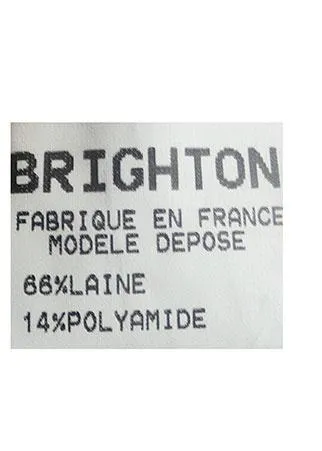 BRIGHTON
FABRIQUE EN FRANCE
MODELE DEPOSE
66%LAINE
14%POLYAMIDE